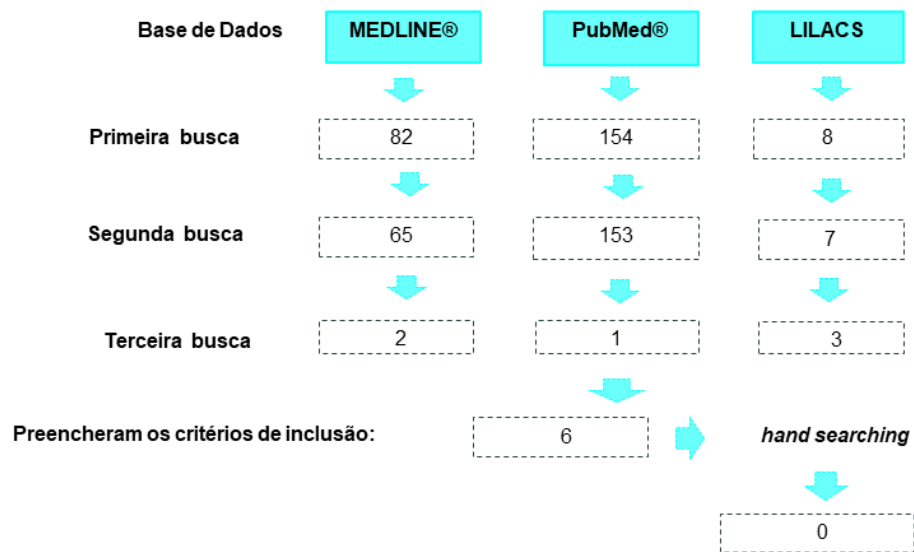 Base de Dados MEDLINE® PubMed® LILACS
Primeira busca 82 154 8
Segunda busca 65 153 7
Terceira busca 2 1 3
Preencheram os critérios de inclusão: 6 hand searching
0